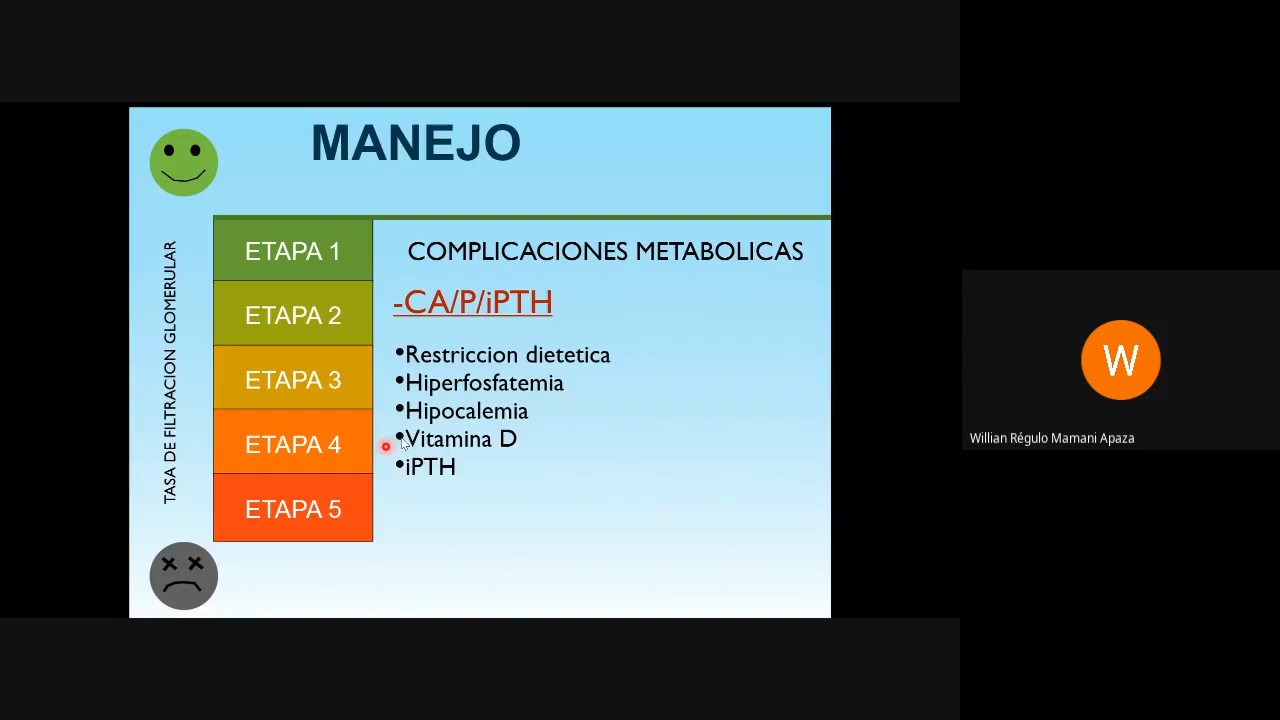 MANEJO
TASA DE FILTRACION GLOMERULAR
ETAPA 1
ETAPA 2
ETAPA 3
ETAPA 4
ETAPA 5
COMPLICACIONES METABOLICAS
-CA/P/iPTH
•Restriccion dietetica
•Hiperfosfatemia
•Hipocalemia
•Vitamina D
•iPTH
W
Willian Régulo Mamani Apaza